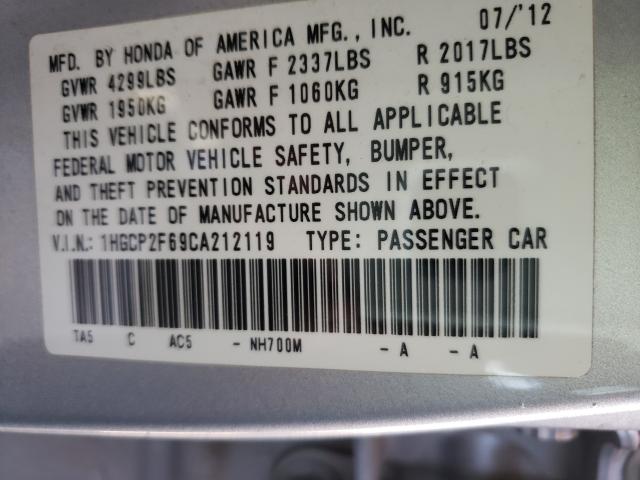 MFD. BY HONDA OF AMERICA MFG., INC. 07/'12
GVWR 4299LBS GAWR F 2337LBS R 2017LBS
GVWR 1950KG GAWR F 1060KG R 915KG
THIS VEHICLE CONFORMS TO ALL APPLICABLE
FEDERAL MOTOR VEHICLE SAFETY, BUMPER,
AND THEFT PREVENTION STANDARDS IN EFFECT
ON THE DATE OF MANUFACTURE SHOWN ABOVE.
V.I.N.: 1HGCP2F69CA212119 TYPE: PASSENGER CAR
TA5 C AC5 - NH700M - A - A